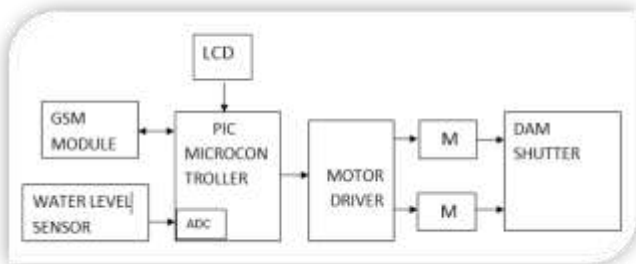 LCD
GSM
MODULE
PIC
MICROCON
TROLLER
WATER LEVEL
SENSOR
ADC
MOTOR
DRIVER
M
M
DAM
SHUTTER